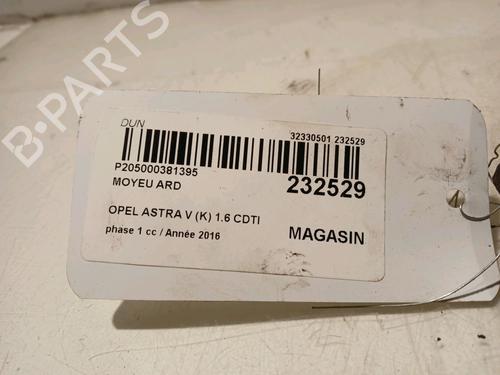 B-PARTS
DUN
32330501 232529
P205000381395
MOYEU ARD
232529
OPEL ASTRA V (K) 1.6 CDTI
phase 1 cc / Année 2016
MAGASIN